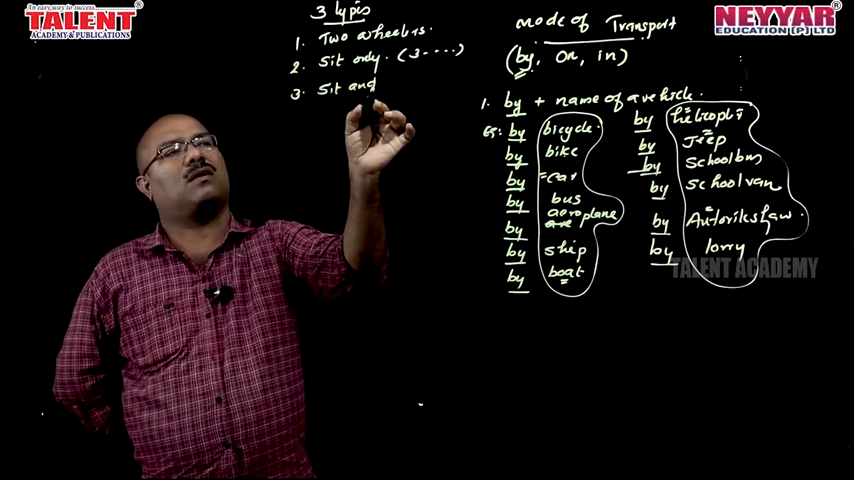 An easy way to success...
TALENT
ACADEMY & PUBLICATIONS
NEYYAR
EDUCATION (P) LTD
3 types
1. Two wheelers.
2. Sit only. (3----)
3. Sit and
Mode of Transport
(by, On, in)
1. by + name of a vehicle.
Eg: by bicycle.
by bike
by car
by bus
by aeroplane
by ship
by boat
by
by Jeep
by schoolbus
by schoolvan
by Autorikshaw.
by lorry
TALENT ACADEMY